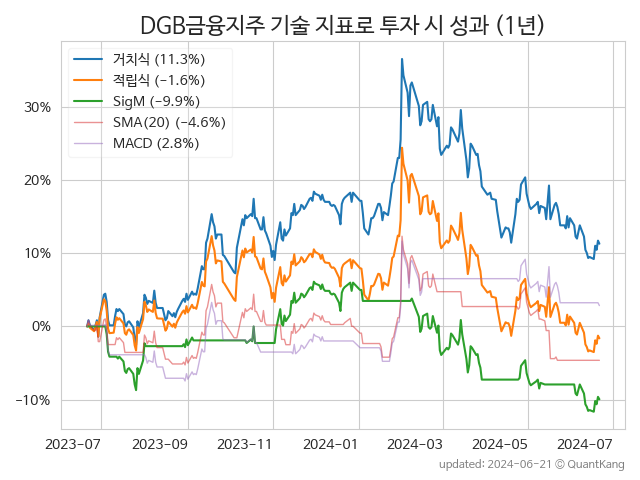 DGB금융지주 기술 지표로 투자 시 성과 (1년)
거치식 (11.3%)
적립식 (−1.6%)
SigM (−9.9%)
SMA(20) (−4.6%)
MACD (2.8%)
30%
20%
10%
0%
−10%
2023-07 2023-09 2023-11 2024-01 2024-03 2024-05 2024-07
updated: 2024-06-21 © QuantKang